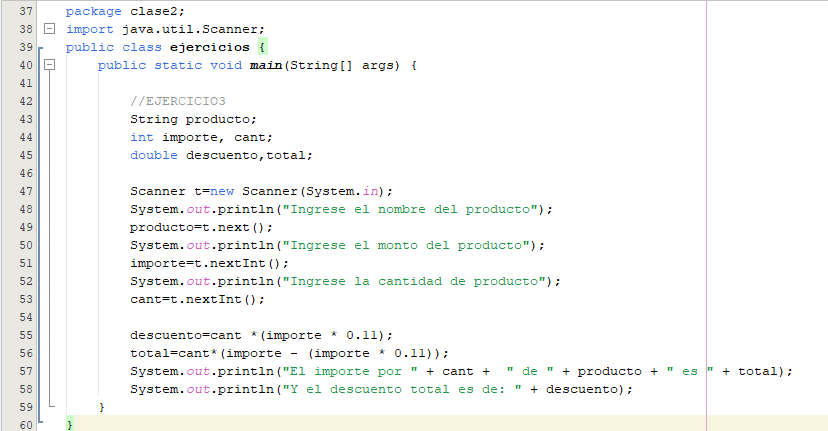 37 package clase2;
38 import java.util.Scanner;
39 public class ejercicios {
40 public static void main(String[] args) {
41
42 //EJERCICIO3
43 String producto;
44 int importe, cant;
45 double descuento,total;
46
47 Scanner t=new Scanner(System.in);
48 System.out.println("Ingrese el nombre del producto");
49 producto=t.next();
50 System.out.println("Ingrese el monto del producto");
51 importe=t.nextInt();
52 System.out.println("Ingrese la cantidad de producto");
53 cant=t.nextInt();
54
55 descuento=cant *(importe * 0.11);
56 total=cant*(importe - (importe * 0.11));
57 System.out.println("El importe por " + cant +  " de " + producto + " es " + total);
58 System.out.println("Y el descuento total es de: " + descuento);
59 }
60 }